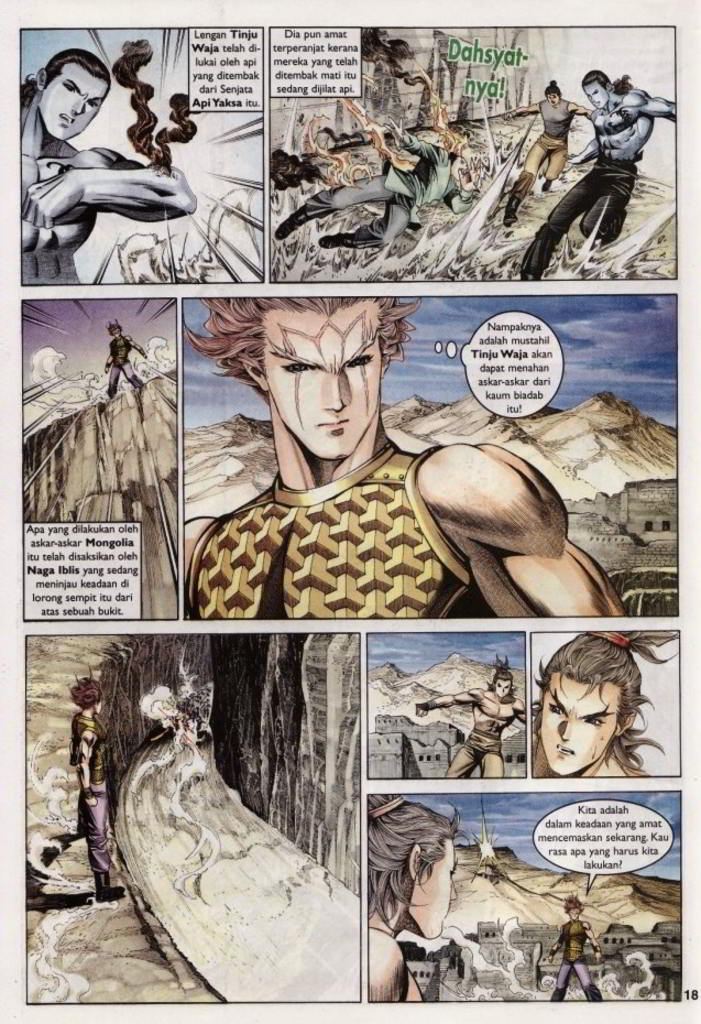 Lengan Tinju
Waja telah di-
lukai oleh api
yang ditembak
dari Senjata
Api Yaksa itu.
Dia pun amat
terperanjat kerana
mereka yang telah
ditembak mati itu
sedang dijilat api.
Dahsyat-
nya!
Apa yang dilakukan oleh
askar-askar Mongolia
itu telah disaksikan oleh
Naga Iblis yang sedang
meninjau keadaan di
lorong sempit itu dari
atas sebuah bukit.
Nampaknya
adalah mustahil
Tinju Waja akan
dapat menahan
askar-askar dari
kaum biadab
itu!
Kita adalah
dalam keadaan yang amat
mencemaskan sekarang. Kau
rasa apa yang harus kita
lakukan?
18